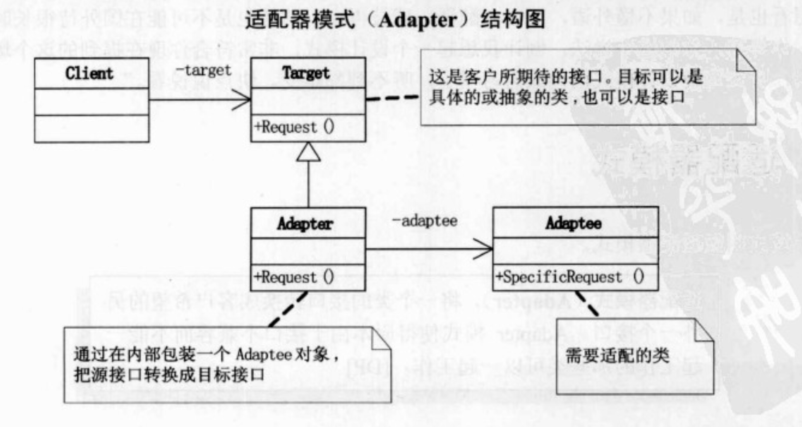 适配器模式（Adapter）结构图
Client
-target
Target
+Request()
这是客户所期待的接口。目标可以是
具体的或抽象的类，也可以是接口
Adapter
+Request()
-adaptee
Adaptee
+SpecificRequest()
通过在内部包装一个 Adaptee 对象，
把源接口转换成目标接口
需要适配的类